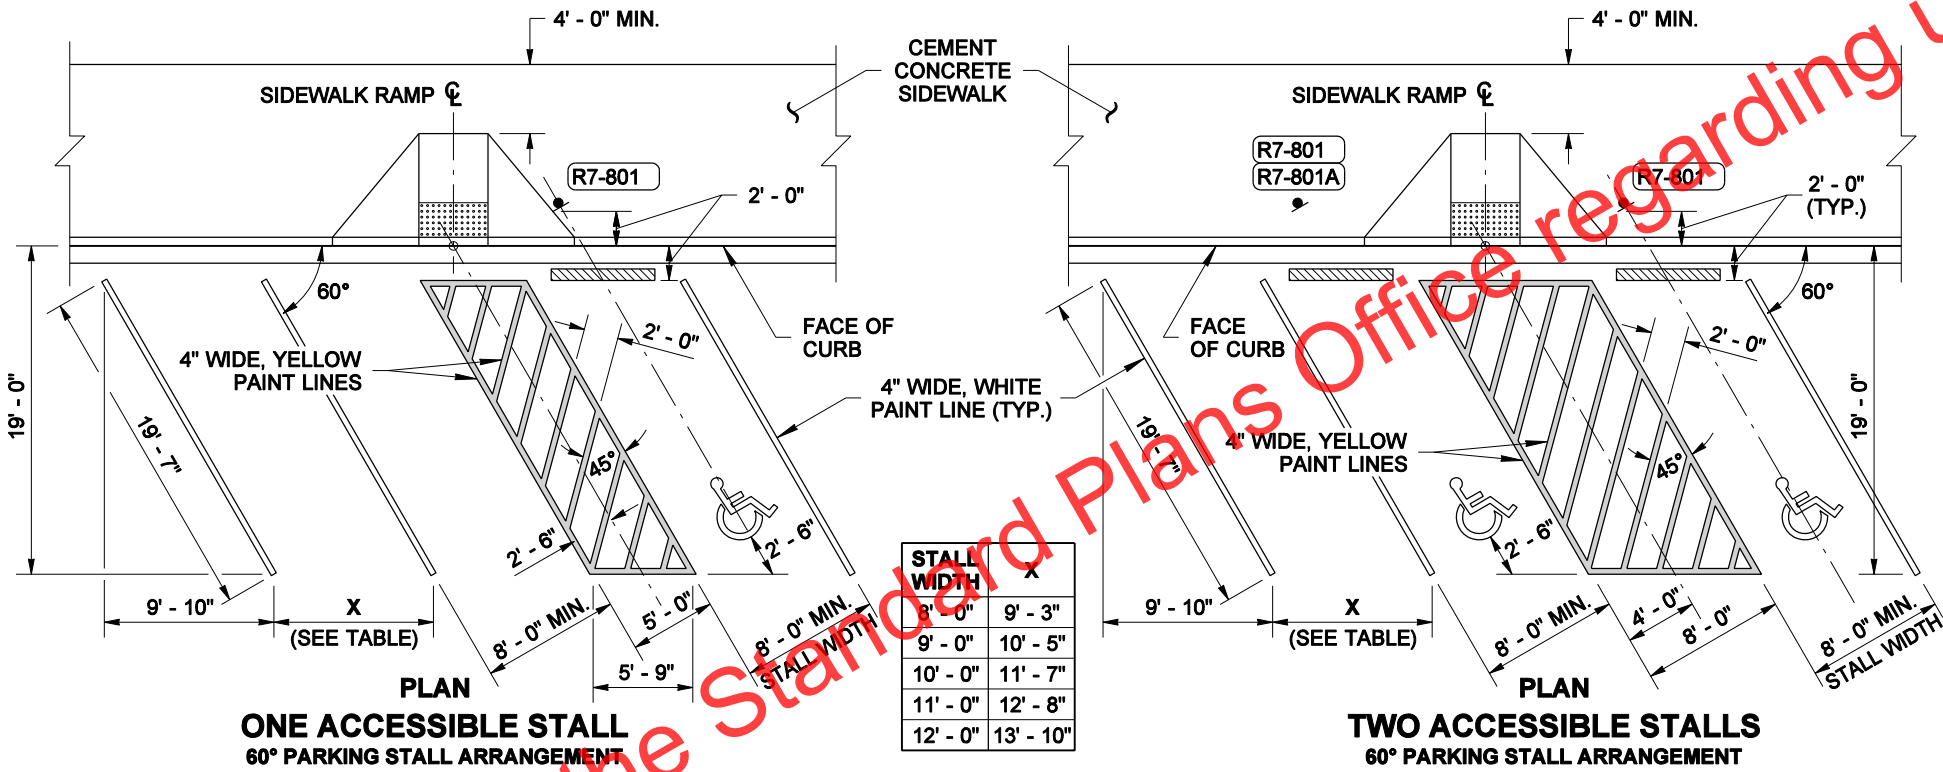 4' - 0" MIN.
CEMENT
CONCRETE
SIDEWALK
SIDEWALK RAMP ℄
R7-801
2' - 0"
60°
19' - 0"
19' - 7"
4" WIDE, YELLOW
PAINT LINES
2' - 0"
FACE OF
CURB
4" WIDE, WHITE
PAINT LINE (TYP.)
45°
2' - 6"
2' - 6"
9' - 10"
X
(SEE TABLE)
8' - 0" MIN.
5' - 0"
5' - 9"
8' - 0" MIN.
STALL WIDTH
PLAN
ONE ACCESSIBLE STALL
60° PARKING STALL ARRANGEMENT
STALL WIDTH X
8' - 0" 9' - 3"
9' - 0" 10' - 5"
10' - 0" 11' - 7"
11' - 0" 12' - 8"
12' - 0" 13' - 10"
4' - 0" MIN.
SIDEWALK RAMP ℄
R7-801
R7-801A
R7-801
2' - 0"
(TYP.)
60°
FACE
OF CURB
2' - 0"
19' - 0"
19' - 7"
4" WIDE, YELLOW
PAINT LINES
45°
2' - 6"
9' - 10"
X
(SEE TABLE)
8' - 0" MIN.
4' - 0"
8' - 0"
8' - 0" MIN.
STALL WIDTH
PLAN
TWO ACCESSIBLE STALLS
60° PARKING STALL ARRANGEMENT
the Standard Plans Office regarding